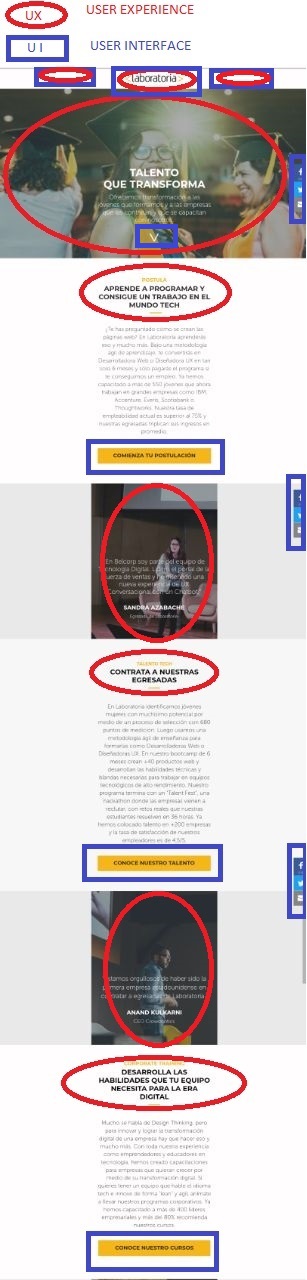 UX
USER EXPERIENCE
UI
USER INTERFACE
laboratoria
TALENTO
QUE TRANSFORMA
Ofrecemos transformación a las
jóvenes que formamos y a las empresas
que las contratan y que se capacitan
con nosotros.
POSTULA
APRENDE A PROGRAMAR Y
CONSIGUE UN TRABAJO EN EL
MUNDO TECH
¿Te has preguntado cómo se crean las
páginas web? En Laboratoria aprenderás
eso y mucho más. Bajo una metodología
ágil de aprendizaje, te convertirás en
Desarrolladora Web o Diseñadora UX en tan
solo 6 meses y solo pagarás el programa si
te conseguimos un empleo. Ya hemos
capacitado a más de 550 jóvenes que ahora
trabajan en grandes empresas como IBM,
Accenture, Everis, Scotiabank o
Thoughtworks. Nuestra tasa de
empleabilidad actual es superior al 75% y
nuestras egresadas triplican sus ingresos en
promedio.
COMIENZA TU POSTULACIÓN
En Belcorp soy parte del equipo de
Tecnología Digital. Lidero el portal de la
fuerza de ventas y he diseñado una
nueva experiencia de UX
Conversacional con un Chatbot"
SANDRA AZABACHE
Egresada de Laboratoria
TALENTO TECH
CONTRATA A NUESTRAS
EGRESADAS
En Laboratoria identificamos jóvenes
mujeres con muchísimo potencial por
medio de un proceso de selección con 680
puntos de medición. Luego usamos una
metodología ágil de enseñanza para
formarlas como Desarrolladoras Web o
Diseñadoras UX. En nuestro bootcamp de 6
meses crean +40 productos web y
desarrollan las habilidades técnicas y
blandas necesarias para trabajar en equipos
tecnológicos de alto rendimiento. Nuestro
programa termina con un "Talent Fest", una
hackathon donde las empresas vienen a
reclutar, con retos reales que nuestras
estudiantes resuelven en 36 horas. Ya
hemos colocado talento en +200 empresas
y la tasa de satisfacción de nuestros
empleadores es de 4.5/5.
CONOCE NUESTRO TALENTO
Estamos orgullosos de haber sido la
primera empresa estadounidense en
contratar a egresadas de Laboratoria
ANAND KULKARNI
CEO Crowdbotics
CORPORATE TRAINING
DESARROLLA LAS
HABILIDADES QUE TU EQUIPO
NECESITA PARA LA ERA
DIGITAL
Mucho se habla de Design Thinking, pero
para innovar y lograr la transformación
digital de una empresa hay que hacer eso y
mucho más. Con toda nuestra experiencia
como emprendedores y educadores en
tecnología, hemos creado capacitaciones
para empresas que quieran crecer por
medio de su transformación digital. Si
quieres tener un equipo que hable el idioma
tech e innove de forma "lean" y ágil, anímate
a llevar nuestros programas corporativos. Ya
hemos capacitado a más de 400 líderes
empresariales y más del 80% recomienda
nuestros cursos.
CONOCE NUESTRO CURSOS